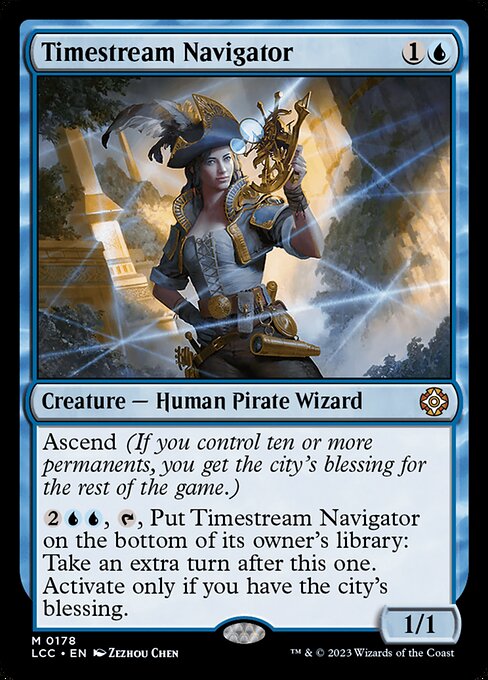 Timestream Navigator 1
Creature — Human Pirate Wizard
Ascend (If you control ten or more
permanents, you get the city's blessing for
the rest of the game.)
2, , Put Timestream Navigator
on the bottom of its owner's library:
Take an extra turn after this one.
Activate only if you have the city's
blessing.
1/1
M 0178
LCC • EN Zezhou Chen
™ & © 2023 Wizards of the Coast